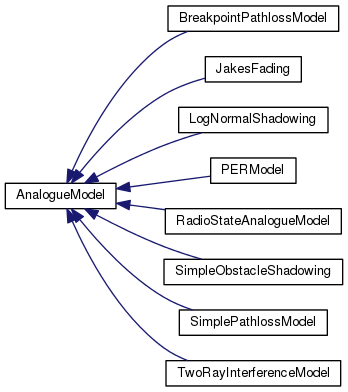 BreakpointPathlossModel
JakesFading
LogNormalShadowing
PERModel
AnalogueModel
RadioStateAnalogueModel
SimpleObstacleShadowing
SimplePathlossModel
TwoRayInterferenceModel